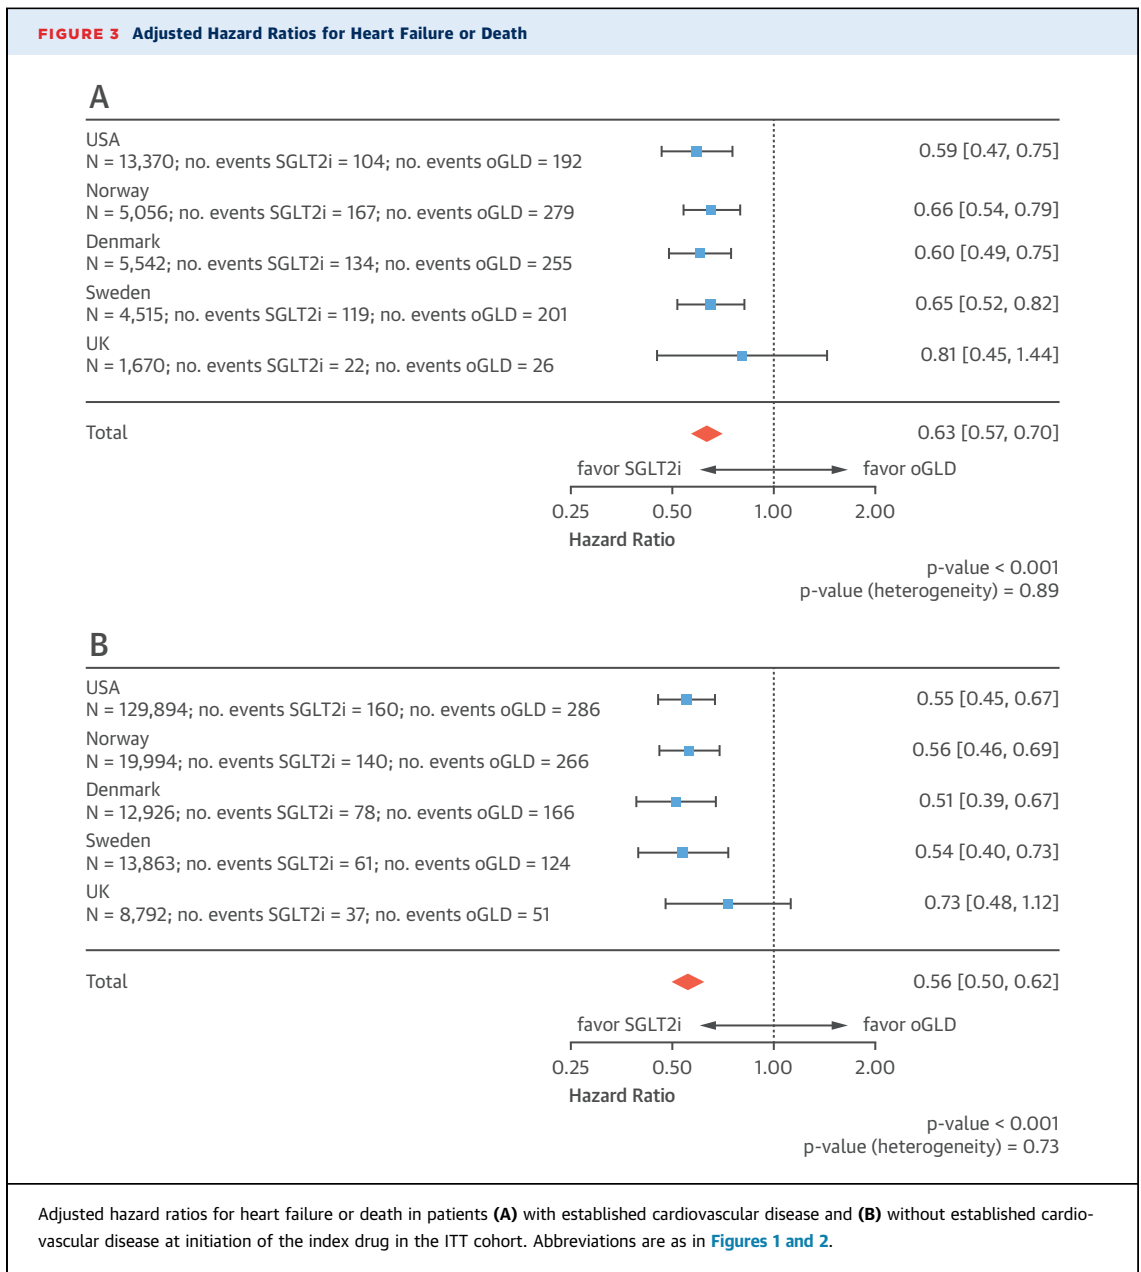 FIGURE 3 Adjusted Hazard Ratios for Heart Failure or Death
A
USA
N = 13,370; no. events SGLT2i = 104; no. events oGLD = 192
0.59 [0.47, 0.75]
Norway
N = 5,056; no. events SGLT2i = 167; no. events oGLD = 279
0.66 [0.54, 0.79]
Denmark
N = 5,542; no. events SGLT2i = 134; no. events oGLD = 255
0.60 [0.49, 0.75]
Sweden
N = 4,515; no. events SGLT2i = 119; no. events oGLD = 201
0.65 [0.52, 0.82]
UK
N = 1,670; no. events SGLT2i = 22; no. events oGLD = 26
0.81 [0.45, 1.44]
Total 0.63 [0.57, 0.70]
favor SGLT2i favor oGLD
0.25 0.50 1.00 2.00
Hazard Ratio
p-value < 0.001
p-value (heterogeneity) = 0.89
B
USA
N = 129,894; no. events SGLT2i = 160; no. events oGLD = 286
0.55 [0.45, 0.67]
Norway
N = 19,994; no. events SGLT2i = 140; no. events oGLD = 266
0.56 [0.46, 0.69]
Denmark
N = 12,926; no. events SGLT2i = 78; no. events oGLD = 166
0.51 [0.39, 0.67]
Sweden
N = 13,863; no. events SGLT2i = 61; no. events oGLD = 124
0.54 [0.40, 0.73]
UK
N = 8,792; no. events SGLT2i = 37; no. events oGLD = 51
0.73 [0.48, 1.12]
Total 0.56 [0.50, 0.62]
favor SGLT2i favor oGLD
0.25 0.50 1.00 2.00
Hazard Ratio
p-value < 0.001
p-value (heterogeneity) = 0.73
Adjusted hazard ratios for heart failure or death in patients (A) with established cardiovascular disease and (B) without established cardio-
vascular disease at initiation of the index drug in the ITT cohort. Abbreviations are as in Figures 1 and 2.